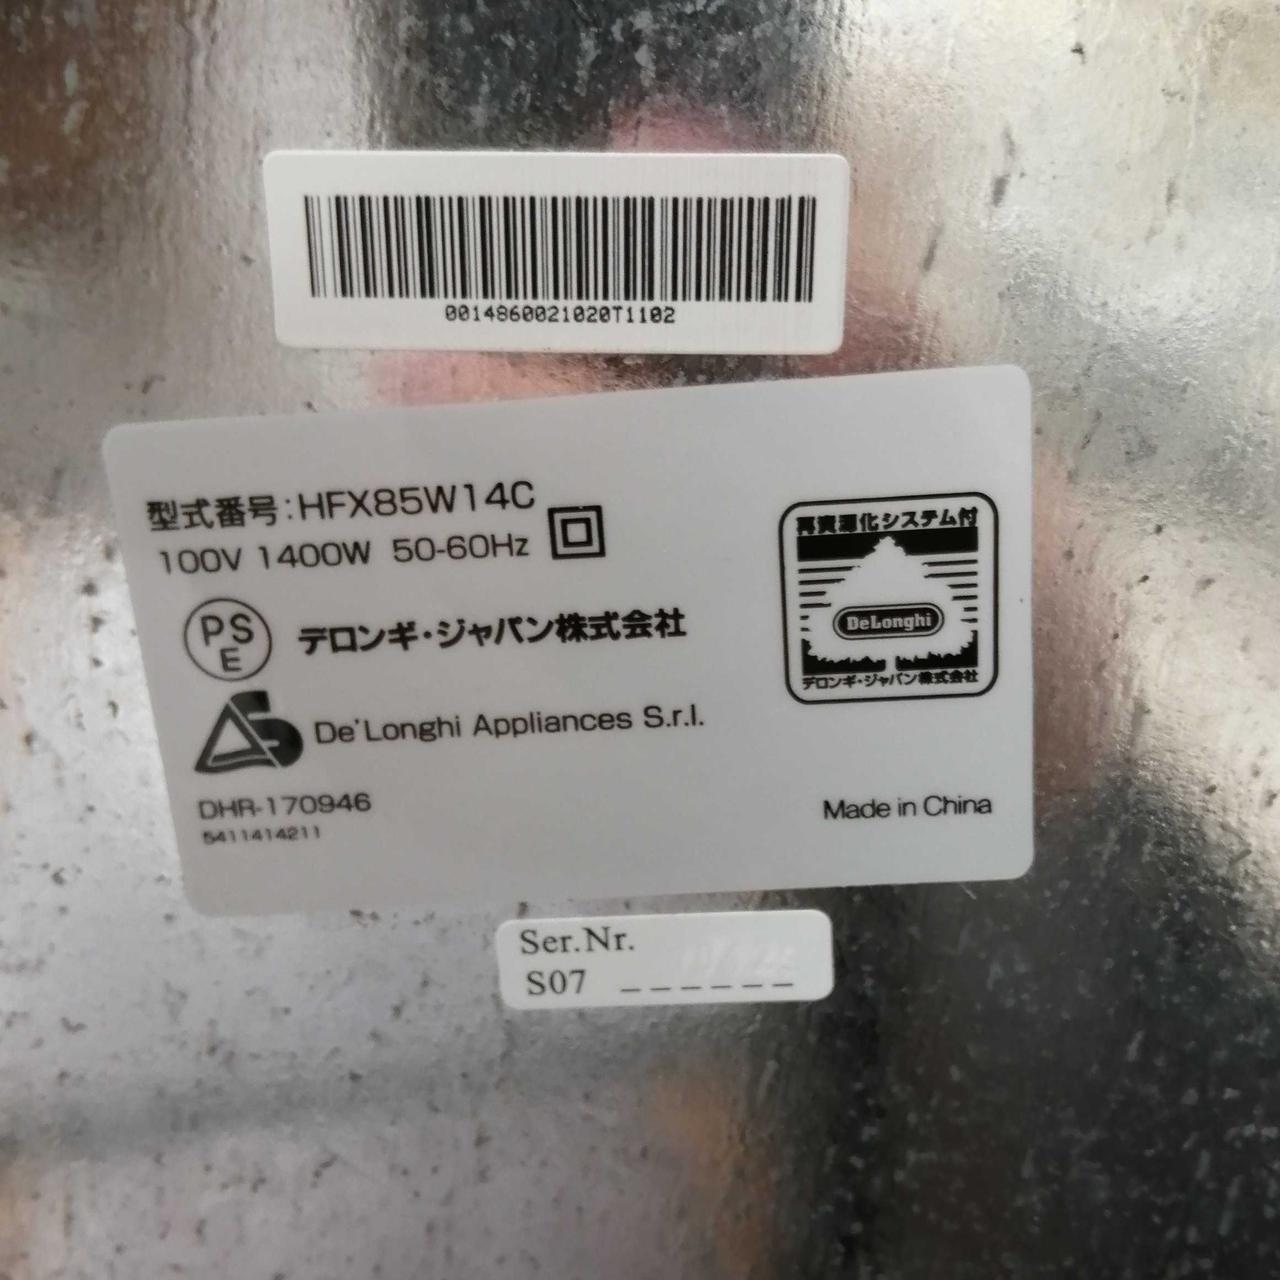 0014860021020T1102
型式番号:HFX85W14C
100V 1400W 50-60Hz
PS
E
デロンギ・ジャパン株式会社
De'Longhi Appliances S.r.l.
DHR-170946
5411414211
再資源化システム付
DeLonghi
デロンギ・ジャパン株式会社
Made in China
Ser.Nr.
S07 _ _ _ _ _ _